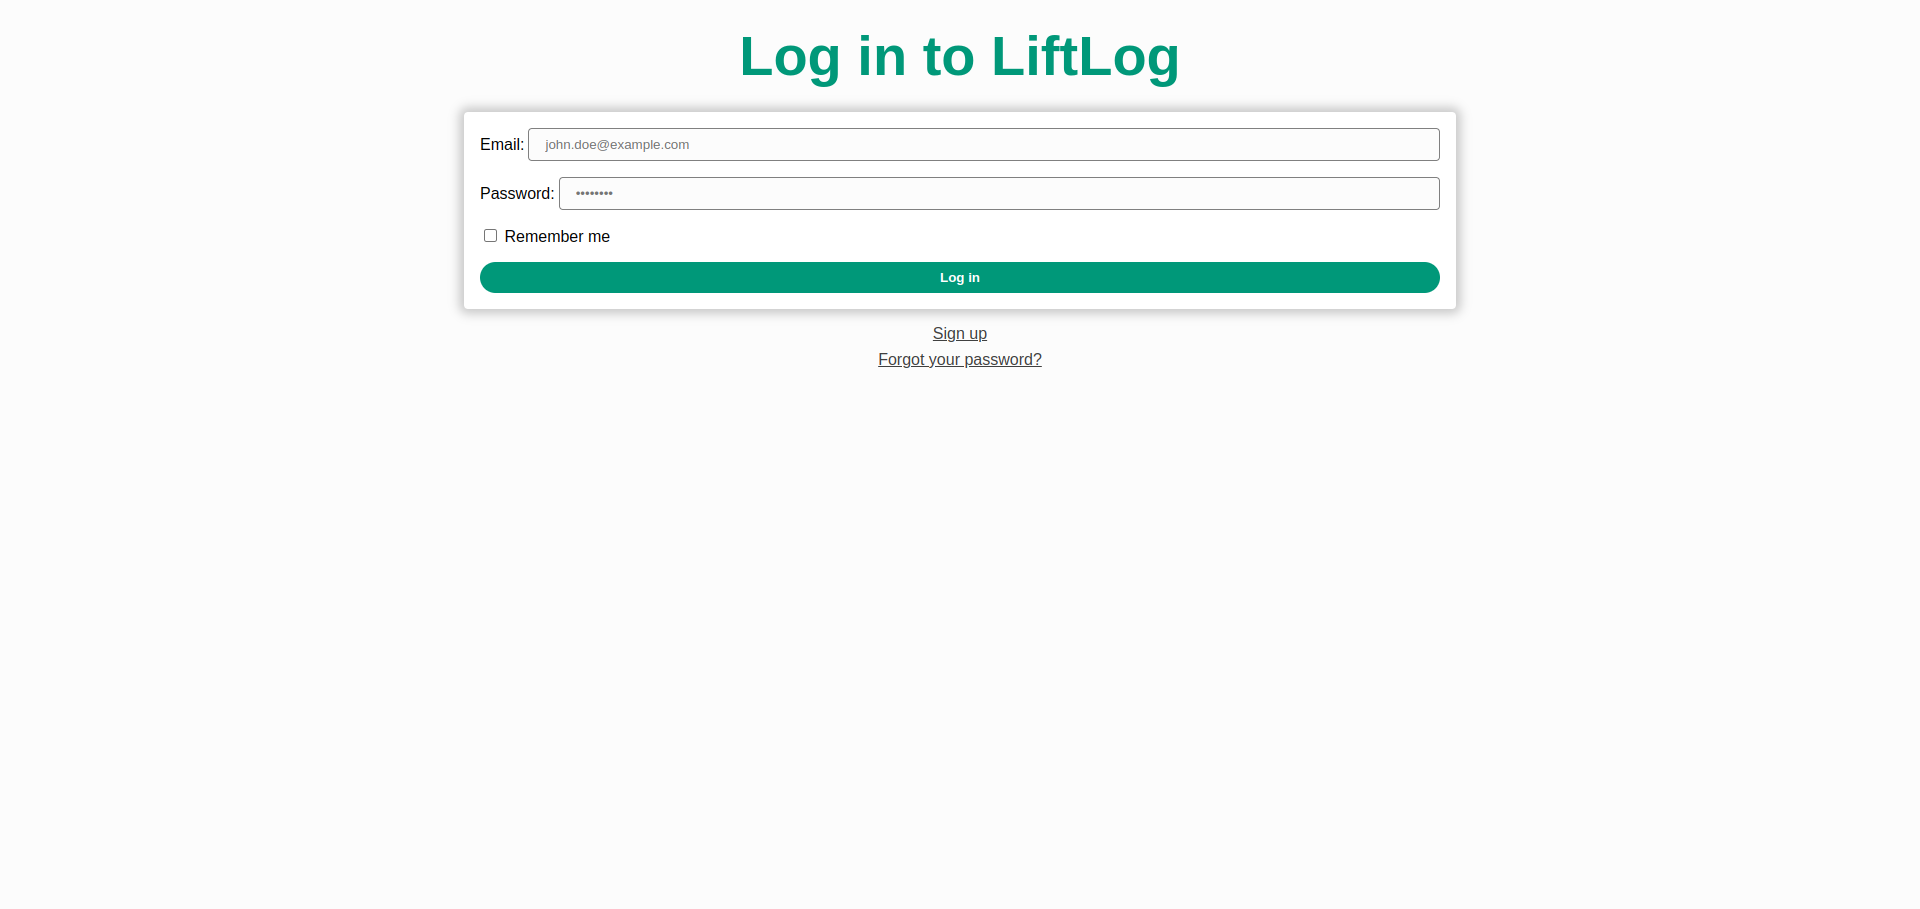 Log in to LiftLog
Email: john.doe@example.com
Password: ••••••••
Remember me
Log in
Sign up
Forgot your password?